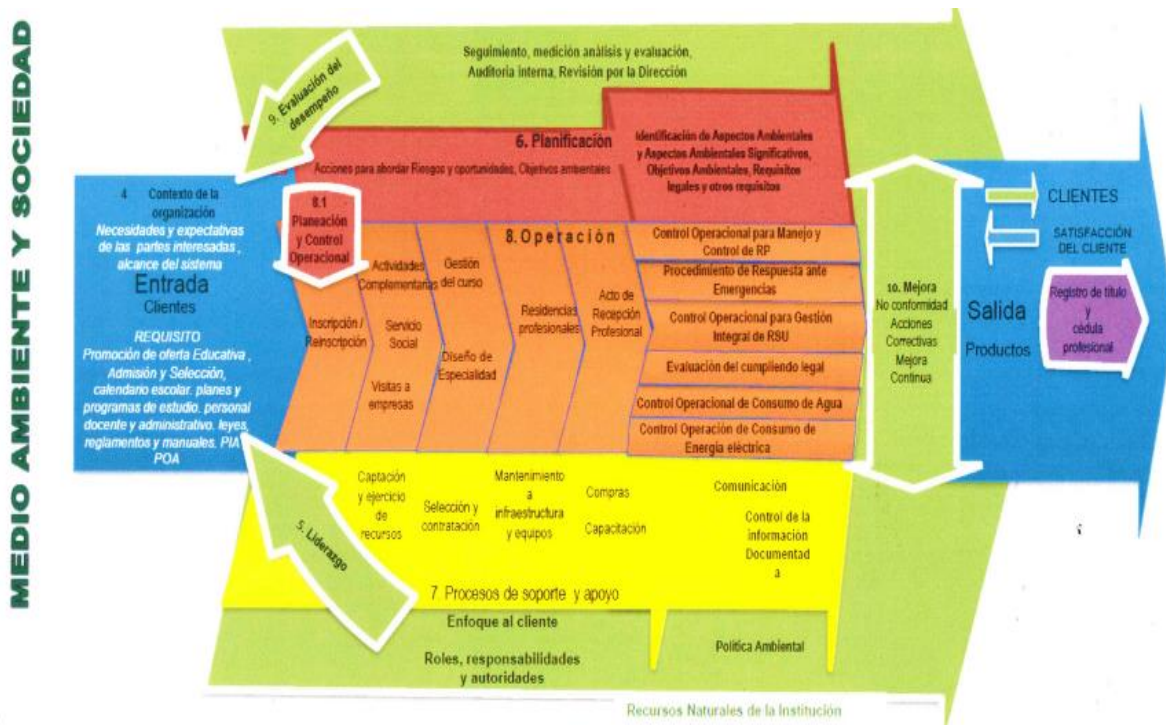 MEDIO AMBIENTE Y SOCIEDAD
Seguimiento, medición análisis y evaluación,
Auditoria interna, Revisión por la Dirección
9. Evaluación del
desempeño
6. Planificación
Acciones para abordar Riesgos y oportunidades, Objetivos ambientales
Identificación de Aspectos Ambientales
y Aspectos Ambientales Significativos,
Objetivos Ambientales, Requisitos
legales y otros requisitos
4 Contexto de la
organización
Necesidades y expectativas
de las partes interesadas ,
alcance del sistema
Entrada
Clientes
REQUISITO
Promoción de oferta Educativa ,
Admisión y Selección,
calendario escolar. planes y
programas de estudio. personal
docente y administrativo. leyes,
reglamentos y manuales. PIA
POA
8.1
Planeación
y Control
Operacional
8. Operación
Inscripción /
Reinscripción
Actividades
Complementarias
Servicio
Social
Visitas a
empresas
Gestión
del curso
Diseño de
Especialidad
Residencias
profesionales
Acto de
Recepción
Profesional
Control Operacional para Manejo y
Control de RP
Procedimiento de Respuesta ante
Emergencias
Control Operacional para Gestión
Integral de RSU
Evaluación del cumpliendo legal
Control Operacional de Consumo de Agua
Control Operación de Consumo de
Energía eléctrica
10. Mejora
No conformidad
Acciones
Correctivas
Mejora
Continua
CLIENTES
SATISFACCIÓN
DEL CLIENTE
Salida
Productos
Registro de título
y
cédula
profesional
5. Liderazgo
Captación
y ejercicio
de
recursos
Selección y
contratación
Mantenimiento
a
infraestructura
y equipos
Compras
Capacitación
Comunicación
Control de la
información
Documentad
a
7. Procesos de soporte y apoyo
Enfoque al cliente
Roles, responsabilidades
y autoridades
Política Ambiental
Recursos Naturales de la Institución